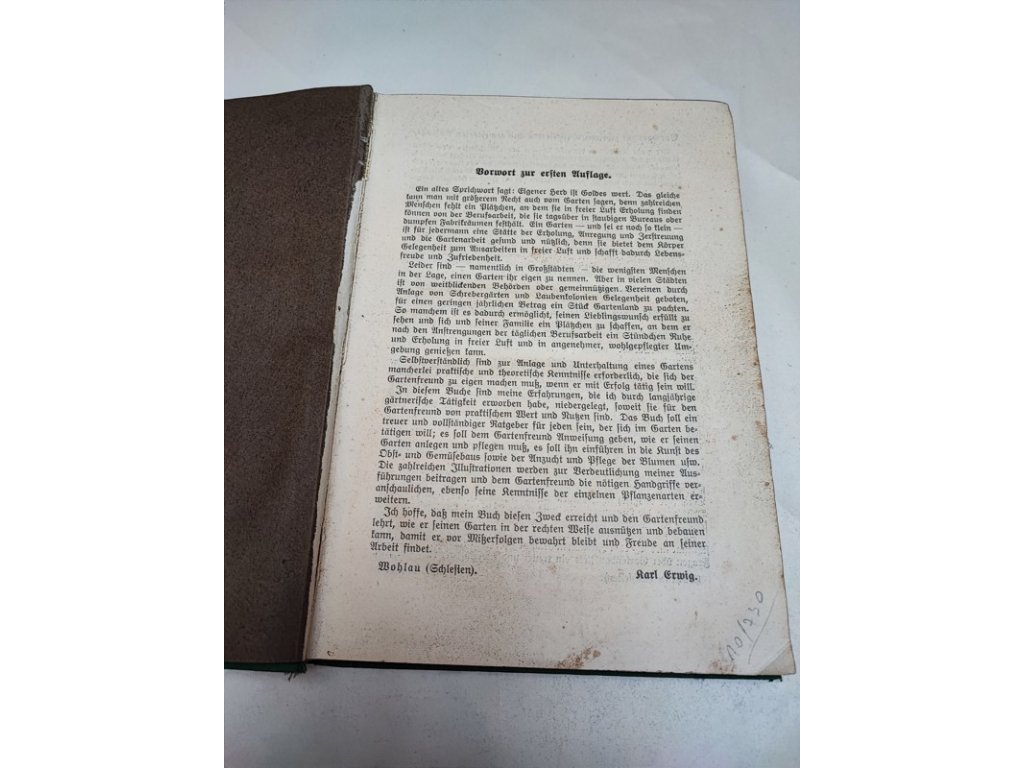 Vorwort zur ersten Auflage.
Ein altes Sprichwort sagt: Eigener Herd ist Goldes wert. Das gleiche
kann man mit größerem Recht auch vom Garten sagen, denn zahlreichen
Menschen fehlt ein Plätzchen, an dem sie in freier Luft Erholung finden
können von der Berufsarbeit, die sie tagsüber in staubigen Bureaus oder
dumpfen Fabrikräumen festhält. Ein Garten — und sei er noch so klein —
ist für jedermann eine Stätte der Erholung, Anregung und Zerstreuung
und die Gartenarbeit gesund und nützlich, denn sie bietet dem Körper
Gelegenheit zum Ausarbeiten in freier Luft und schafft dadurch Lebens-
freude und Zufriedenheit.
Leider sind — namentlich in Großstädten — die wenigsten Menschen
in der Lage, einen Garten ihr eigen zu nennen. Aber in vielen Städten
ist von weitblickenden Behörden oder gemeinnützigen Vereinen durch
Anlage von Schrebergärten und Laubenkolonien Gelegenheit geboten,
für einen geringen jährlichen Betrag ein Stück Gartenland zu pachten.
So manchem ist es dadurch ermöglicht, seinen Lieblingswunsch erfüllt zu
sehen und sich und seiner Familie ein Plätzchen zu schaffen, an dem er
nach den Anstrengungen der täglichen Berufsarbeit ein Stündchen Ruhe
und Erholung in freier Luft und in angenehmer, wohlgepflegter Um-
gebung genießen kann.
Selbstverständlich sind zur Anlage und Unterhaltung eines Gartens
mancherlei praktische und theoretische Kenntnisse erforderlich, die sich der
Gartenfreund zu eigen machen muß, wenn er mit Erfolg tätig sein will.
In diesem Buche sind meine Erfahrungen, die ich durch langjährige
gärtnerische Tätigkeit erworben habe, niedergelegt, soweit sie für den
Gartenfreund von praktischem Wert und Nutzen sind. Das Buch soll ein
treuer und vollständiger Ratgeber für jeden sein, der sich im Garten be-
tätigen will; es soll dem Gartenfreund Anweisung geben, wie er seinen
Garten anlegen und pflegen muß, es soll ihn einführen in die Kunst des
Obst- und Gemüsebaus sowie der Anzucht und Pflege der Blumen usw.
Die zahlreichen Illustrationen werden zur Verdeutlichung meiner Aus-
führungen beitragen und dem Gartenfreund die nötigen Handgriffe ver-
anschaulichen, ebenso seine Kenntnisse der einzelnen Pflanzenarten er-
weitern.
Ich hoffe, daß mein Buch diesen Zweck erreicht und den Gartenfreund
lehrt, wie er seinen Garten in der rechten Weise ausnützen und bebauen
kann, damit er vor Mißerfolgen bewahrt bleibt und Freude an seiner
Arbeit findet.
Wohlau (Schlesien). Karl Erwig.
10/730